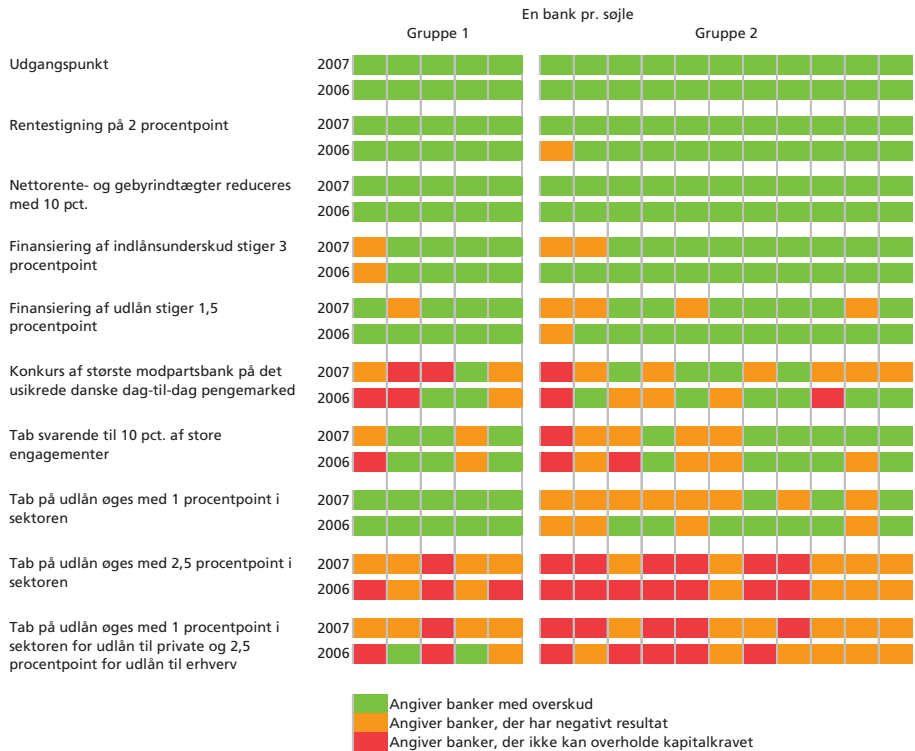 En bank pr. søjle
Gruppe 1
Gruppe 2
Udgangspunkt
2007
2006
Rentestigning på 2 procentpoint
2007
2006
Nettorente- og gebyrindtægter reduceres
med 10 pct.
2007
2006
Finansiering af indlånsunderskud stiger 3
procentpoint
2007
2006
Finansiering af udlån stiger 1,5
procentpoint
2007
2006
Konkurs af største modpartsbank på det
usikrede danske dag-til-dag pengemarked
2007
2006
Tab svarende til 10 pct. af store
engagementer
2007
2006
Tab på udlån øges med 1 procentpoint i
sektoren
2007
2006
Tab på udlån øges med 2,5 procentpoint i
sektoren
2007
2006
Tab på udlån øges med 1 procentpoint i
sektoren for udlån til private og 2,5
procentpoint for udlån til erhverv
2007
2006
Angiver banker med overskud
Angiver banker, der har negativt resultat
Angiver banker, der ikke kan overholde kapitalkravet